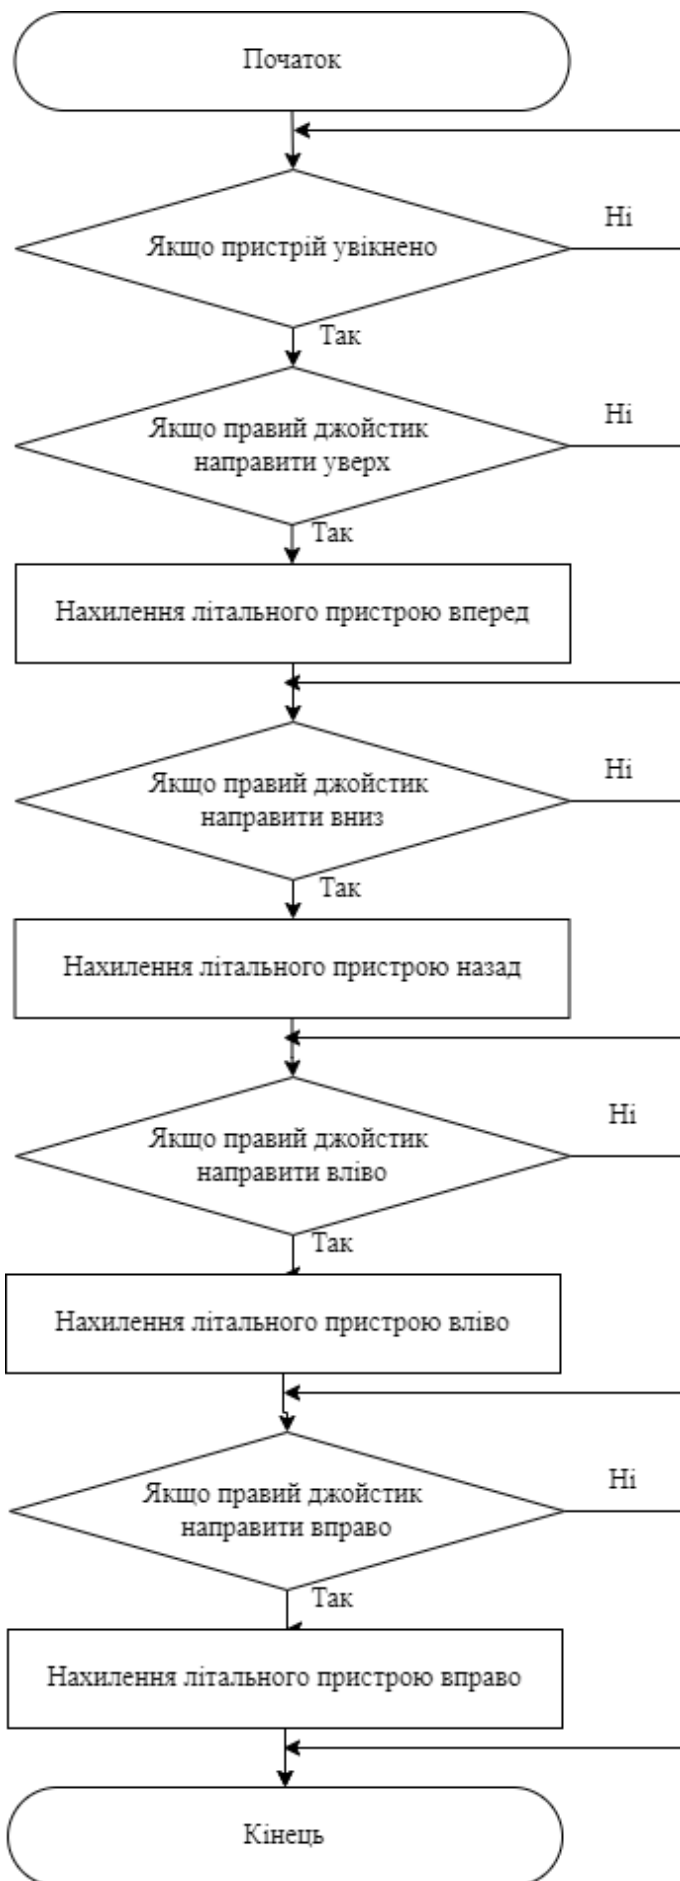 Початок
Якщо пристрій увікнено
Ні
Так
Якщо правий джойстик
направити уверх
Ні
Так
Нахилення літального пристрою вперед
Якщо правий джойстик
направити вниз
Ні
Так
Нахилення літального пристрою назад
Якщо правий джойстик
направити вліво
Ні
Так
Нахилення літального пристрою вліво
Якщо правий джойстик
направити вправо
Ні
Так
Нахилення літального пристрою вправо
Кінець